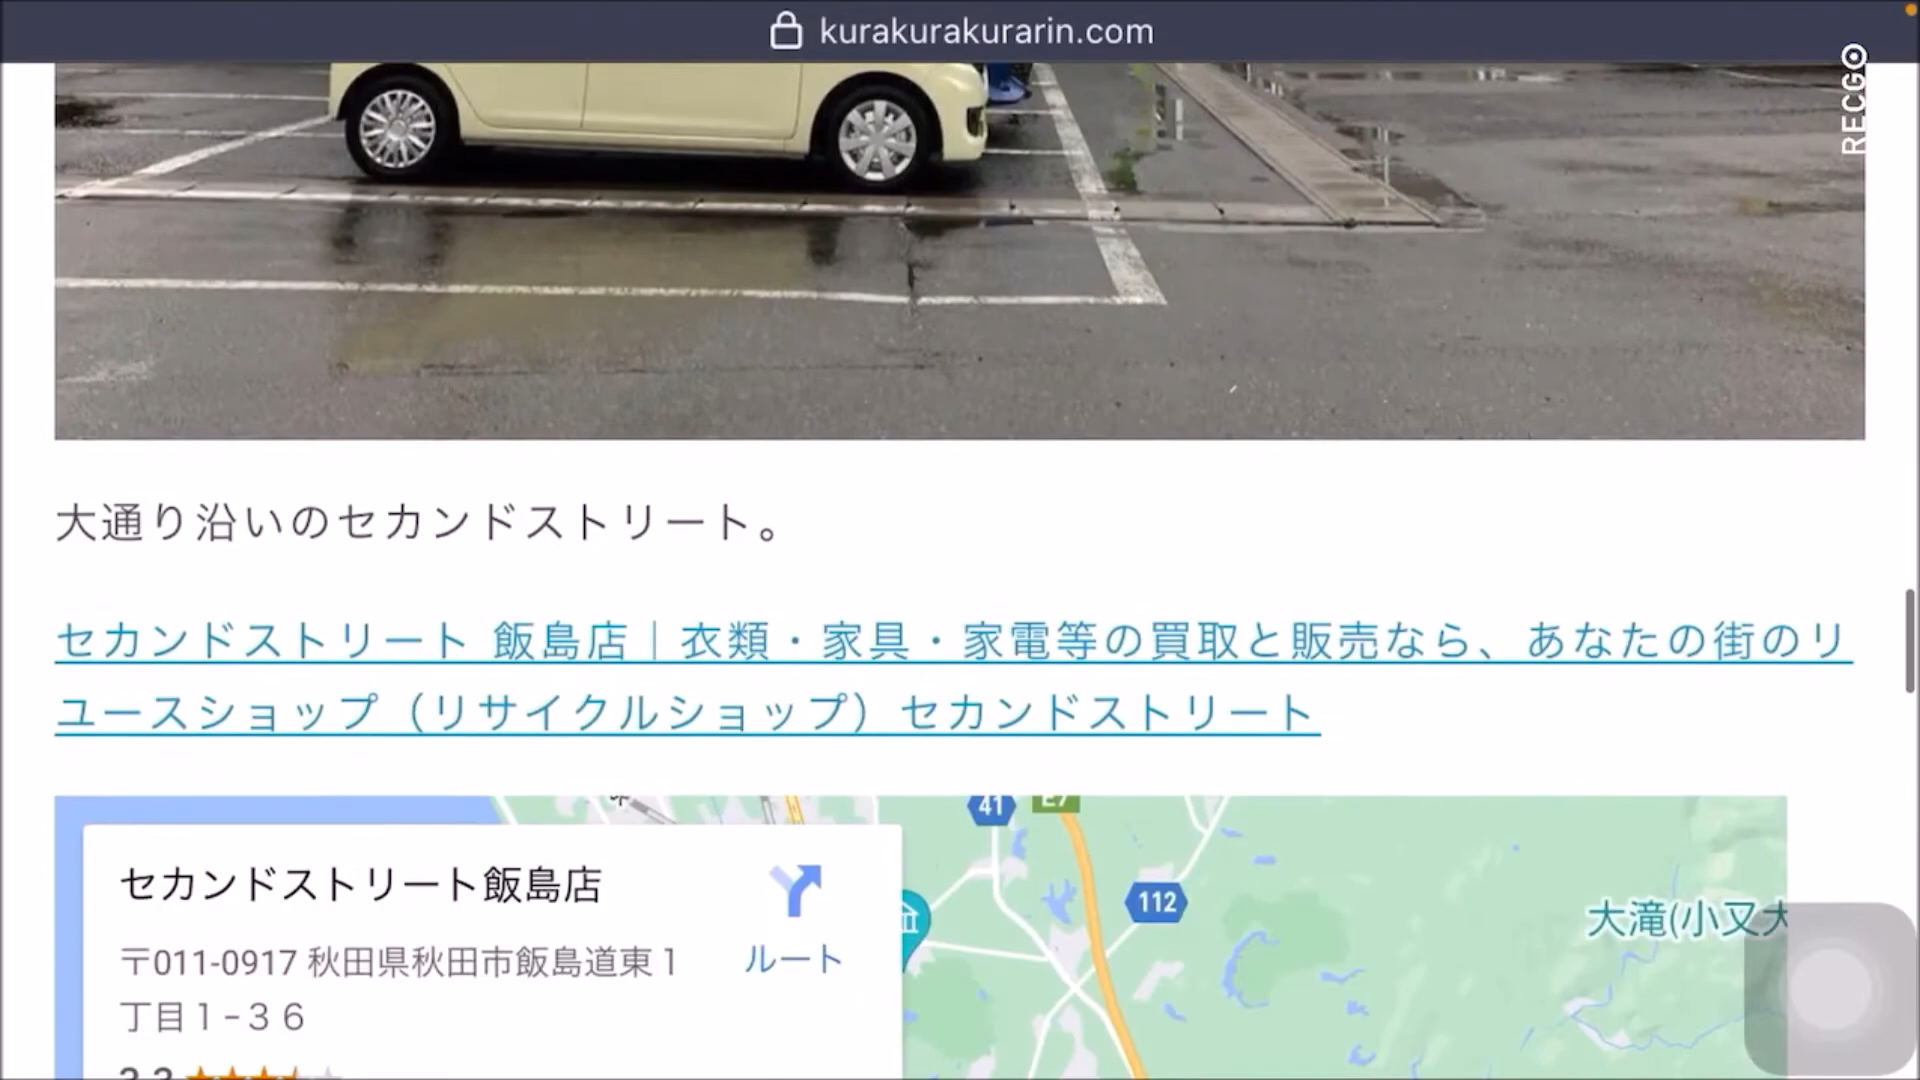 kurakurakurarin.com
RECGO
大通り沿いのセカンドストリート。
セカンドストリート 飯島店｜衣類・家具・家電等の買取と販売なら、あなたの街のリ
ユースショップ（リサイクルショップ）セカンドストリート
41
E7
セカンドストリート飯島店
ルート
〒011-0917 秋田県秋田市飯島道東１
丁目１−３６
3.3
112
大滝(小又大